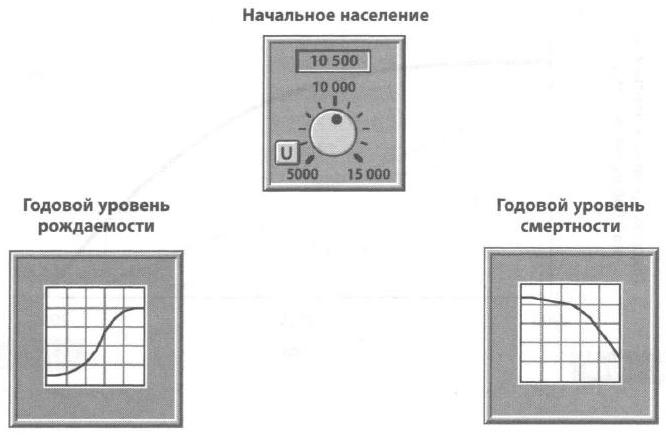 Начальное население
10 500
10 000
U
5000
15 000
Годовой уровень
рождаемости
Годовой уровень
смертности